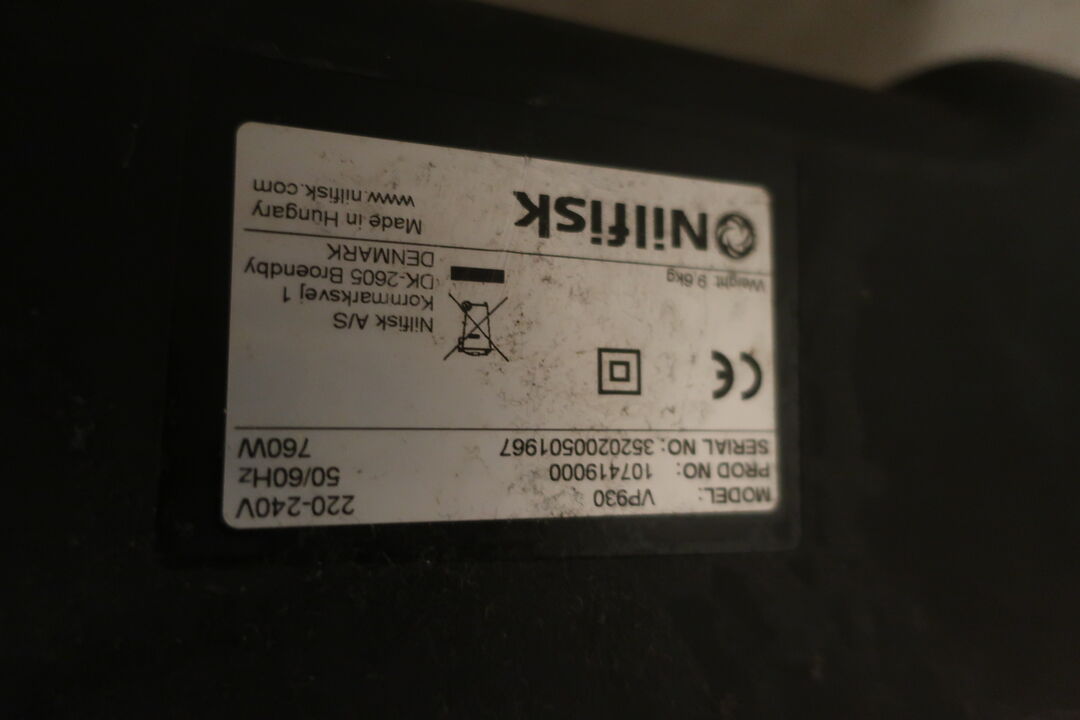 MODEL: VP930 220-240V
PROD NO: 107419000 50/60Hz
SERIAL NO: 3520200501967 760W
CE
Nilfisk A/S
Kornmarksvej 1
DK-2605 Broendby
DENMARK
Weight 9.6kg
Nilfisk
Made in Hungary
www.nilfisk.com